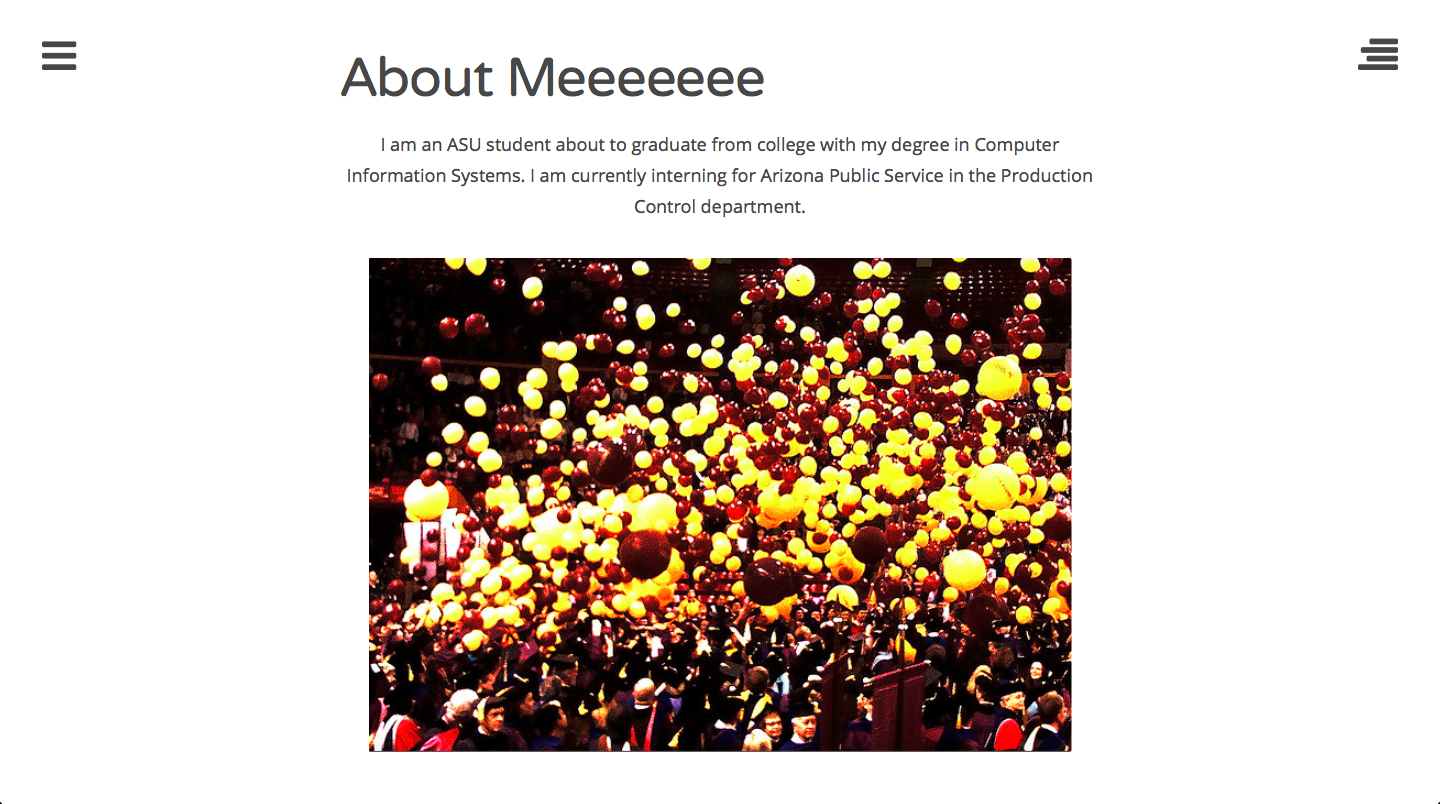 About Meeeeeee
I am an ASU student about to graduate from college with my degree in Computer
Information Systems. I am currently interning for Arizona Public Service in the Production
Control department.